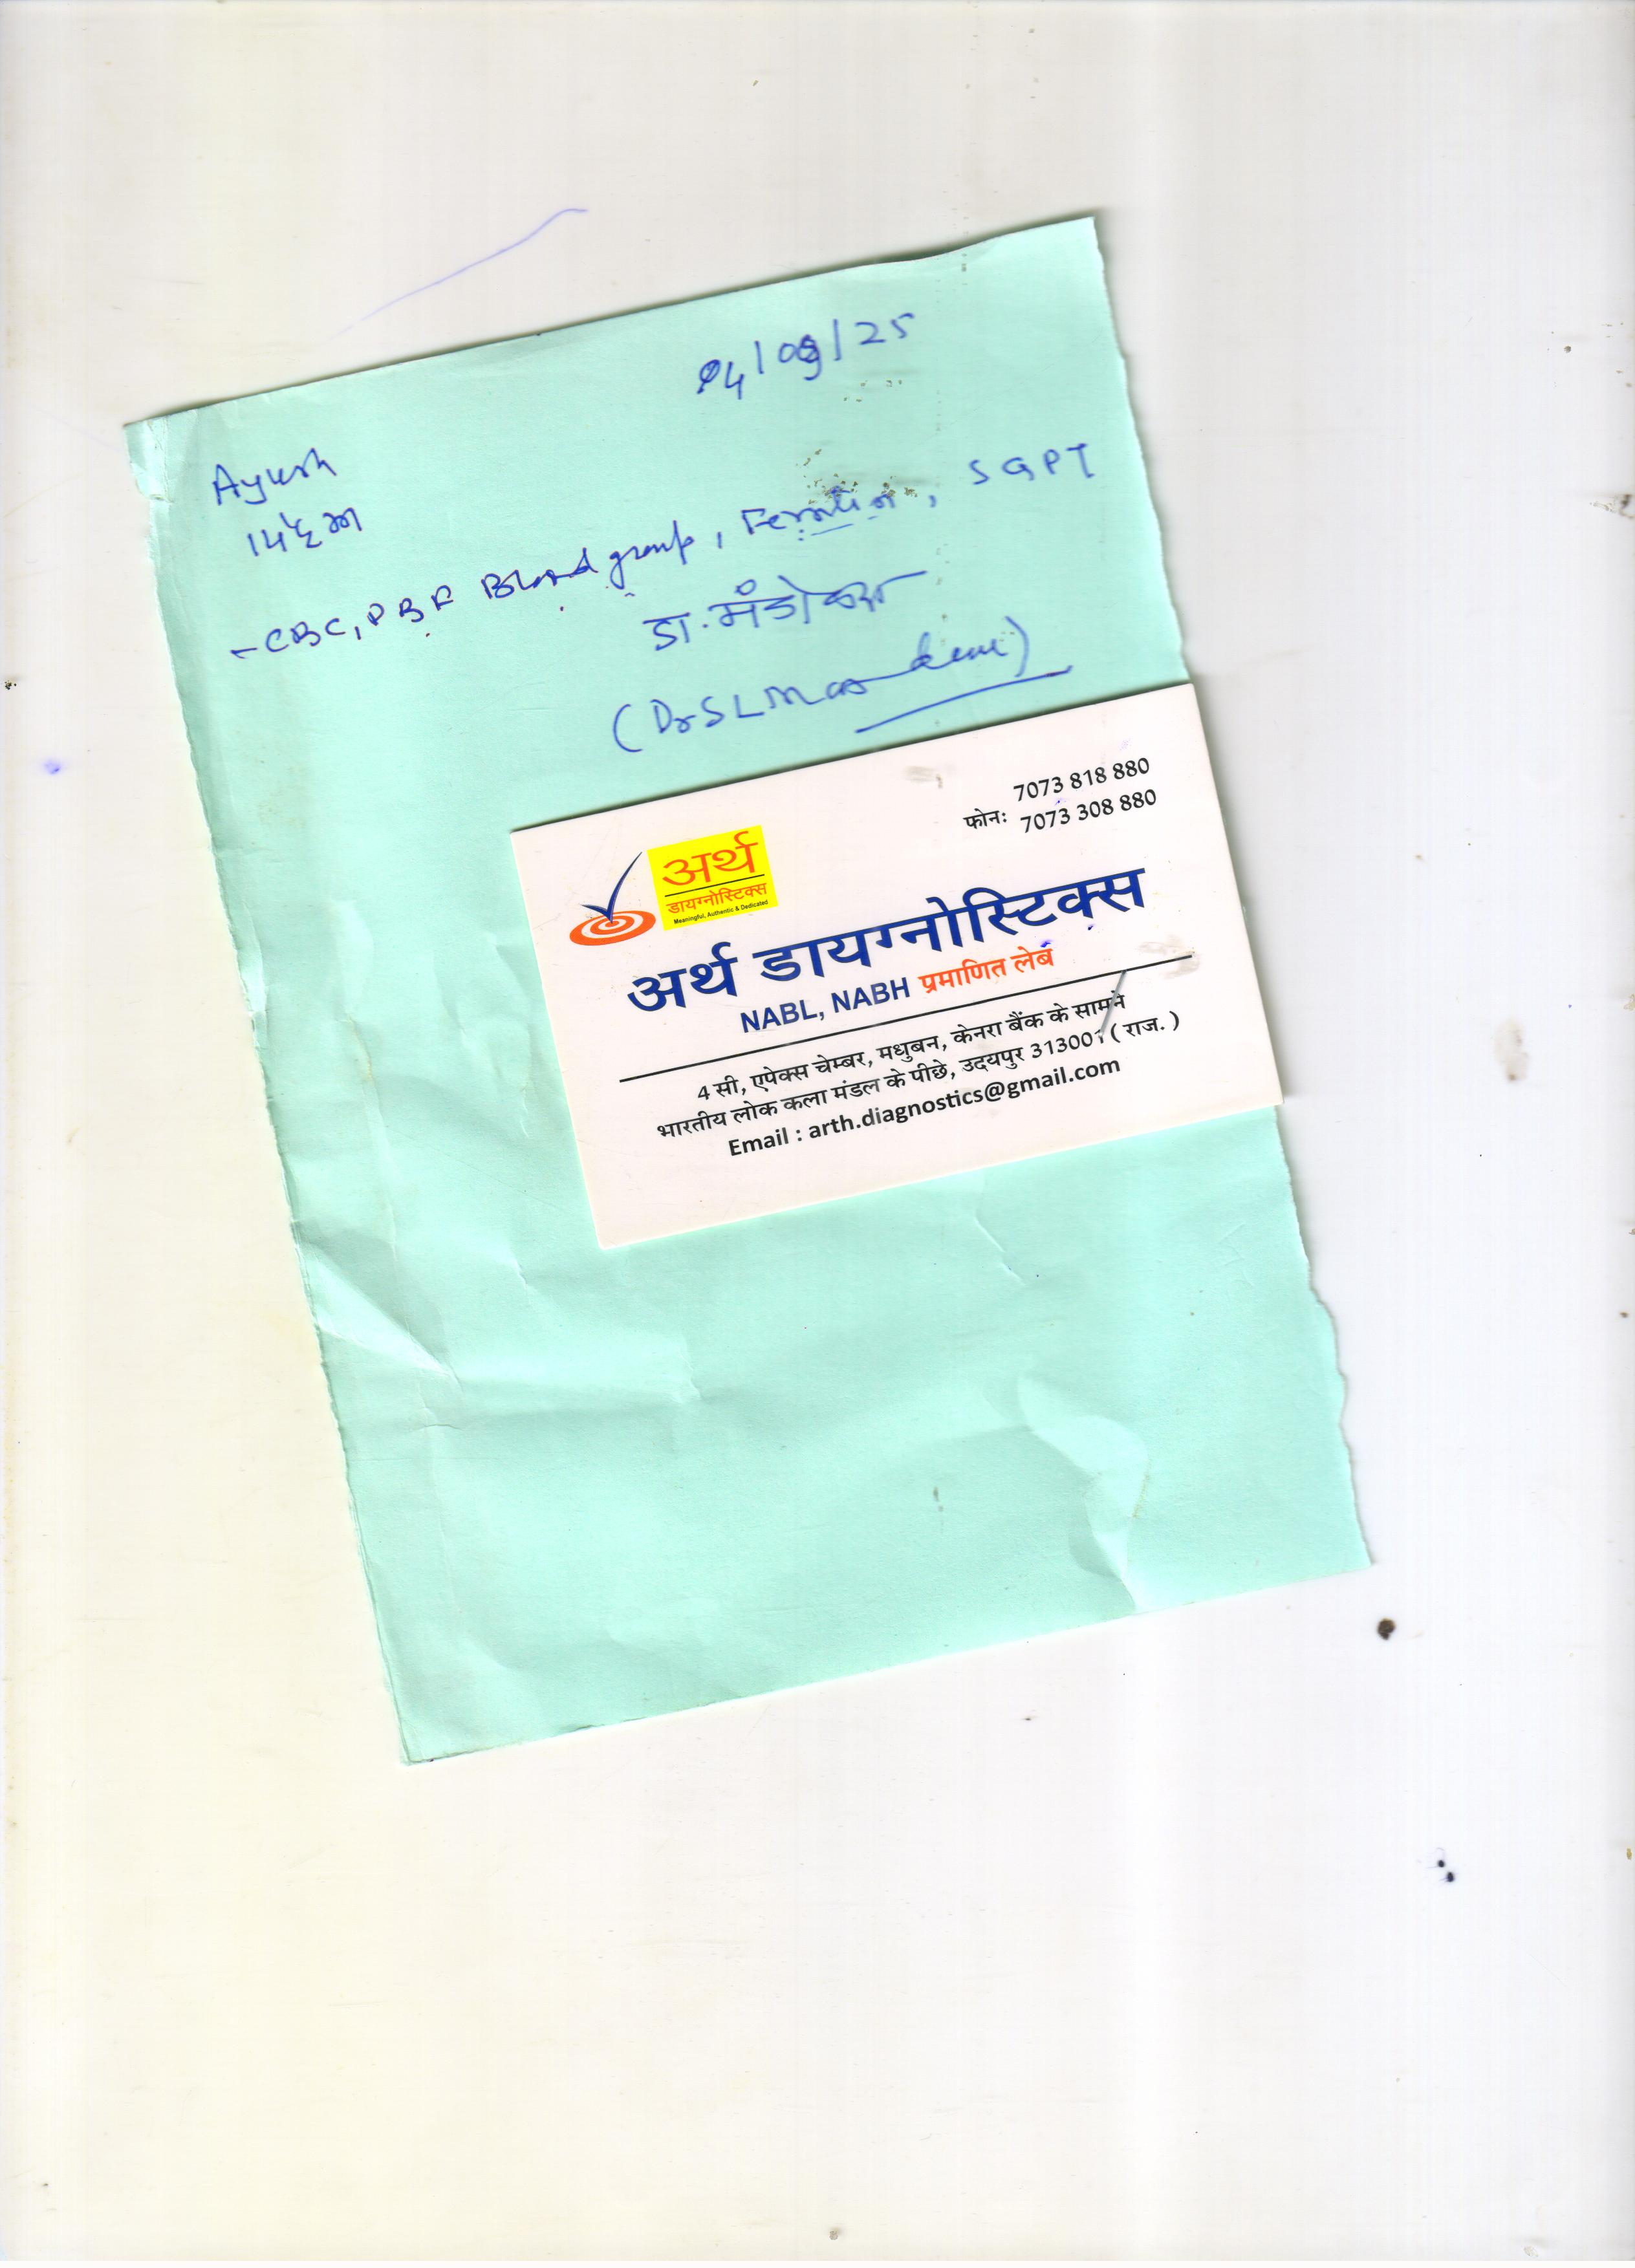 04/09/25
Ayush
14
- CBC, PBF Blood group, Ferritin, SGPT
डा. मंडोवरा
(Dr SL
फोनः 7073 818 880
7073 308 880
अर्थ
डायग्नोस्टिक्स
Meaningful, Authentic & Dedicated
अर्थ डायग्नोस्टिक्स
NABL, NABH प्रमाणित लेब
4 सी, एपेक्स चेम्बर, मधुबन, केनरा बैंक के सामने
भारतीय लोक कला मंडल के पीछे, उदयपुर 313001 ( राज. )
Email : arth.diagnostics@gmail.com